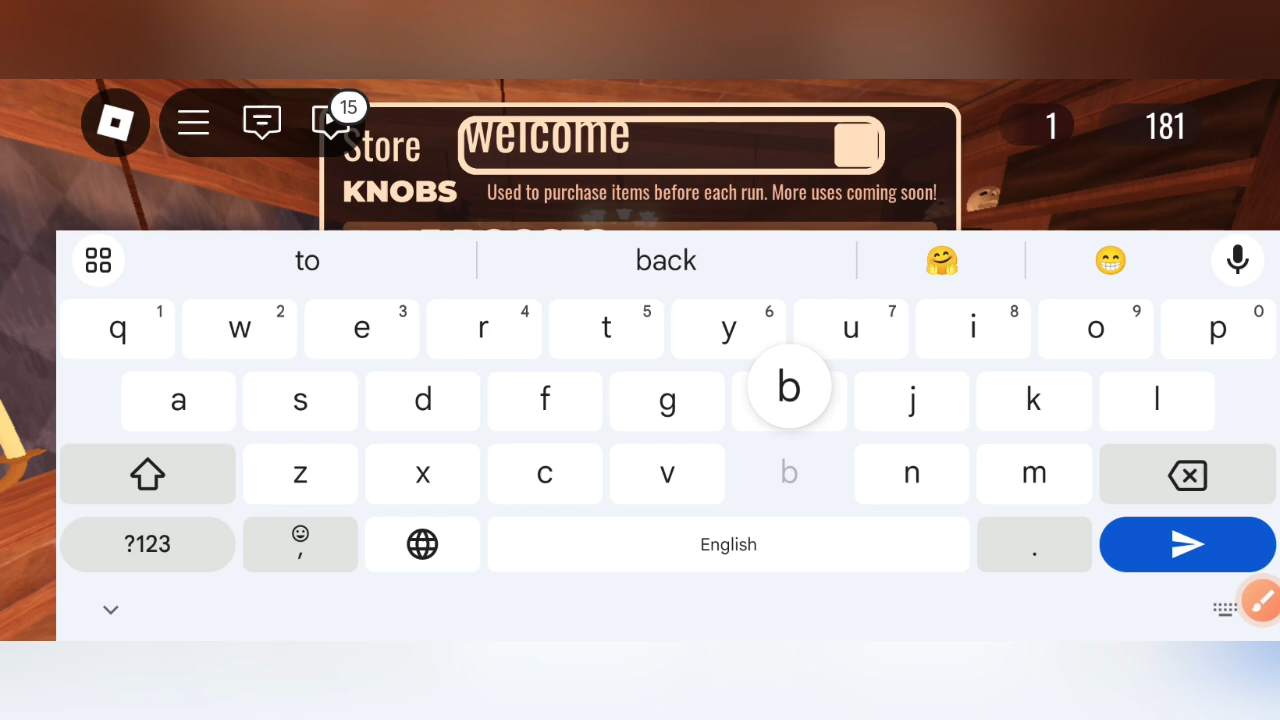 15
1
181
Store
welcome
KNOBS
Used to purchase items before each run. More uses coming soon!
to
back
q 1 w 2 e 3 r 4 t 5 y 6 u 7 i 8 o 9 p 0
a s d f g b j k l
z x c v b n m
?123 , English .